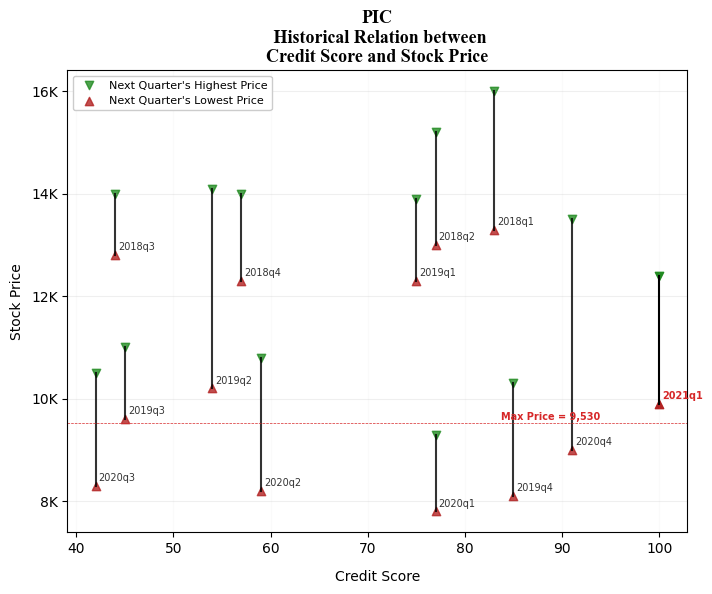 PIC
Historical Relation between
Credit Score and Stock Price
Next Quarter's Highest Price
Next Quarter's Lowest Price
16K
14K
12K
10K
8K
Stock Price
2018q1
2018q2
2018q3
2018q4
2019q1
2019q2
2021q1
2019q3
Max Price = 9,530
2020q4
2020q3
2020q2
2019q4
2020q1
40
50
60
70
80
90
100
Credit Score